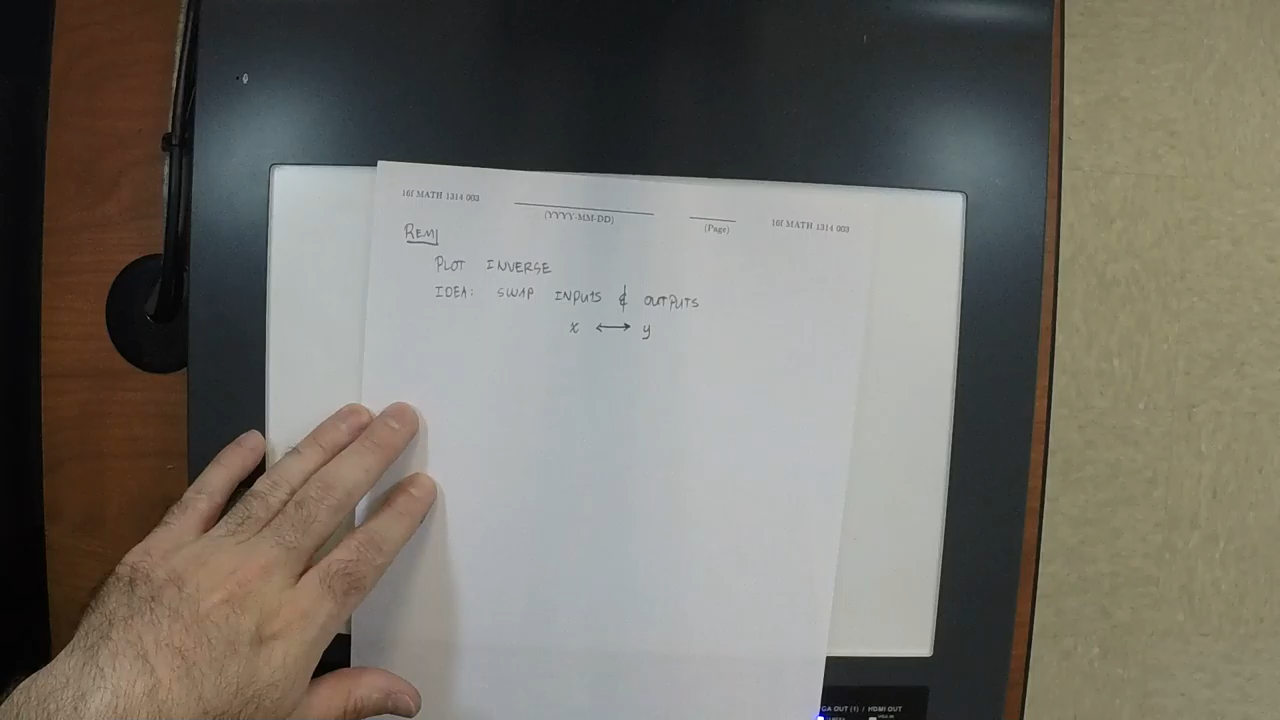 16f MATH 1314 003
(YYYY-MM-DD)
(Page)
16f MATH 1314 003
REM
PLOT INVERSE
IDEA: SWAP INPUTS & OUTPUTS
x ⟷ y
GA OUT (1) / HDMI OUT